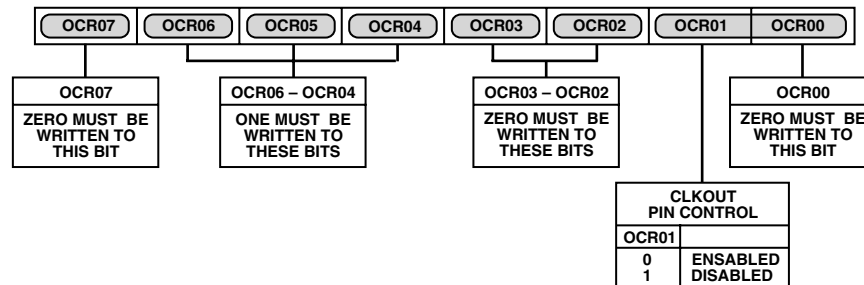 OCR07 OCR06 OCR05 OCR04 OCR03 OCR02 OCR01 OCR00
OCR07
ZERO MUST BE
WRITTEN TO
THIS BIT
OCR06 – OCR04
ONE MUST BE
WRITTEN TO
THESE BITS
OCR03 – OCR02
ZERO MUST BE
WRITTEN TO
THESE BITS
OCR00
ZERO MUST BE
WRITTEN TO
THIS BIT
CLKOUT
PIN CONTROL
OCR01
0 ENSABLED
1 DISABLED